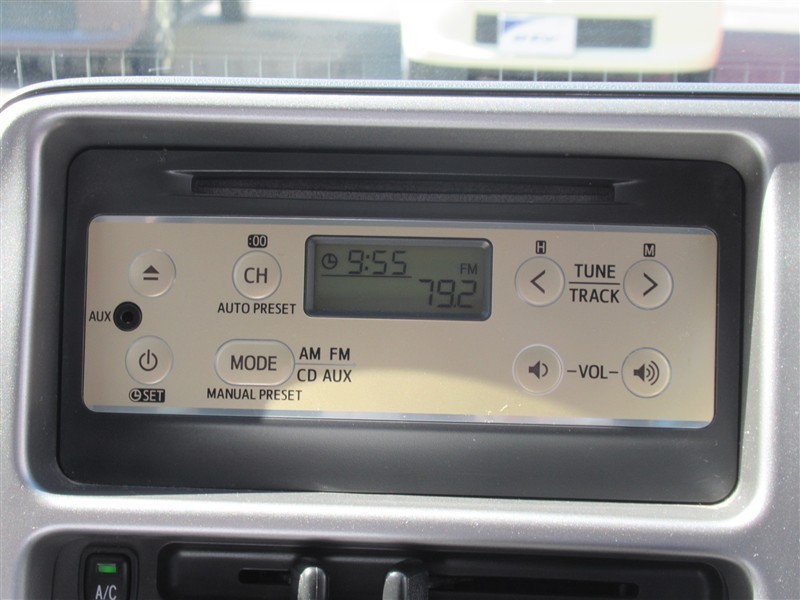 :00
CH
AUTO PRESET
9:55
FM
79.2
H
M
TUNE
TRACK
AUX
SET
MODE
AM FM
CD AUX
MANUAL PRESET
-VOL-
A/C